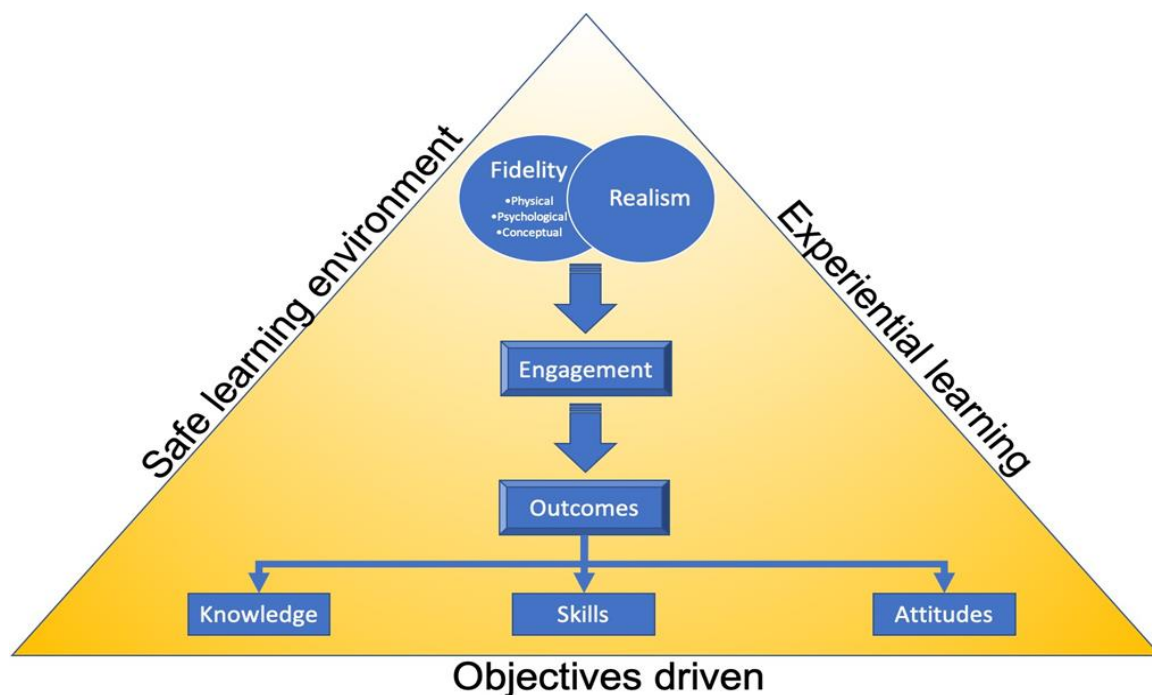 Safe learning environment
Experiential learning
Fidelity
•Physical
•Psychological
•Conceptual
Realism
Engagement
Outcomes
Knowledge
Skills
Attitudes
Objectives driven